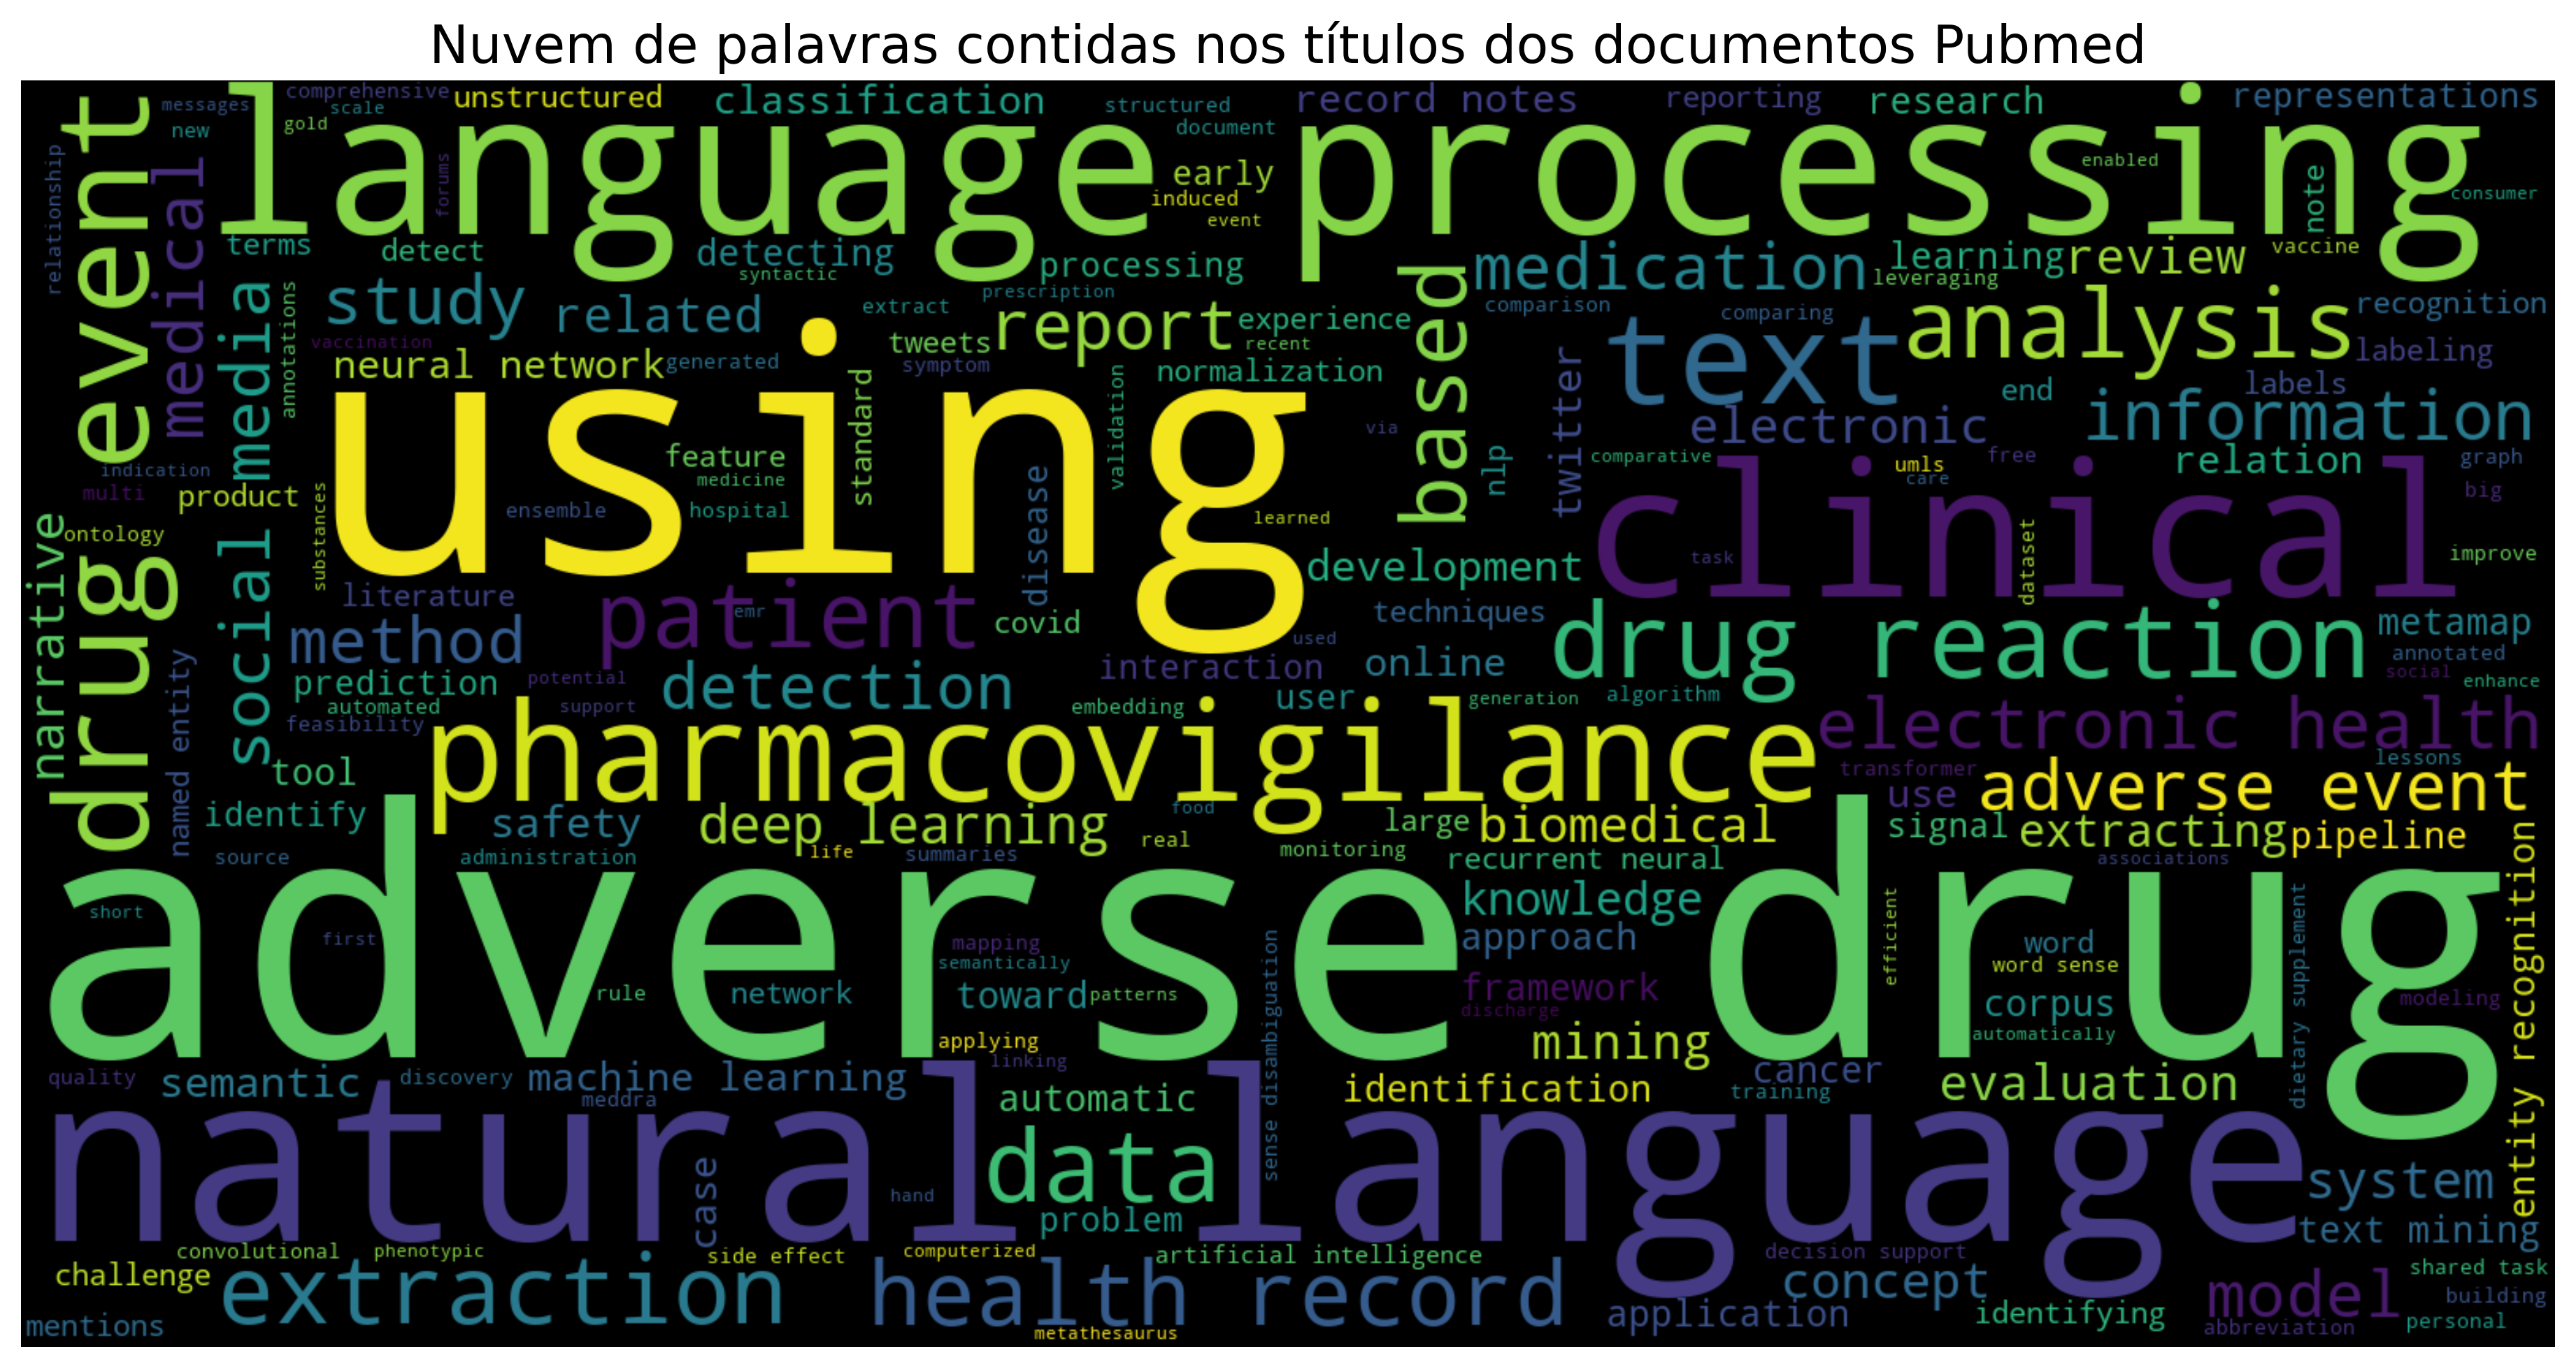 Nuvem de palavras contidas nos títulos dos documentos Pubmed
messages
comprehensive
scale
unstructured
classification
structured
record notes
reporting
research
representations
new
gold
document
event
language processing
relationship
medical
forums
early
induced
event
enabled
note
consumer
terms
detect
detecting
syntactic
processing
medication
learning
leveraging
review
vaccine
social media
annotations
study
related
extract
prescription
report
experience
recent
based
comparison
comparing
text
analysis
recognition
vaccination
tweets
neural network
generated
symptom
standard
normalization
validation
twitter
labeling
labels
end
information
using
feature
medicine
ensemble
hospital
disease
learned
via
nlp
electronic
comparative
umls
care
free
relation
graph
big
indication
multi
product
substances
narrative
ontology
drug
clinical
task
dataset
improve
development
literature
patient
emr
covid
techniques
used
method
interaction
online
drug reaction
metamap
annotated
social
enhance
named entity
prediction
automated
feasibility
potential
support
detection
embedding
user
generation
algorithm
pharmacovigilance
electronic health
lessons
tool
transformer
use
adverse event
identify
safety
deep learning
food
real
large
biomedical
signal
extracting
pipeline
source
administration
life
summaries
monitoring
recurrent neural
associations
entity recognition
adverse drug
short
first
knowledge
approach
efficient
word
word sense
dietary supplement
mapping
semantically
rule
network
toward
patterns
sense disambiguation
framework
discharge
corpus
automatically
modeling
applying
linking
mining
quality
semantic
discovery
machine learning
meddra
automatic
identification
cancer
training
evaluation
natural language
case
hand
data
problem
system
text mining
convolutional
phenotypic
side effect
computerized
artificial intelligence
decision support
shared task
challenge
extraction
health record
concept
model
building
mentions
metathesaurus
application
identifying
abbreviation
personal